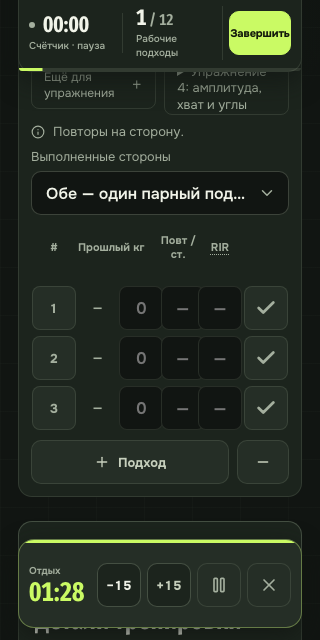 00:00
Счётчик · пауза
1 / 12
Рабочие
подходы
Завершить
Ещё для
упражнения +
Упражнение
4: амплитуда,
хват и углы
Повторы на сторону.
Выполненные стороны
Обе — один парный под...
# Прошлый кг Повт /
ст. RIR
1 – 0 – –
2 – 0 – –
3 – 0 – –
+ Подход –
Отдых
01:28 -15 +15